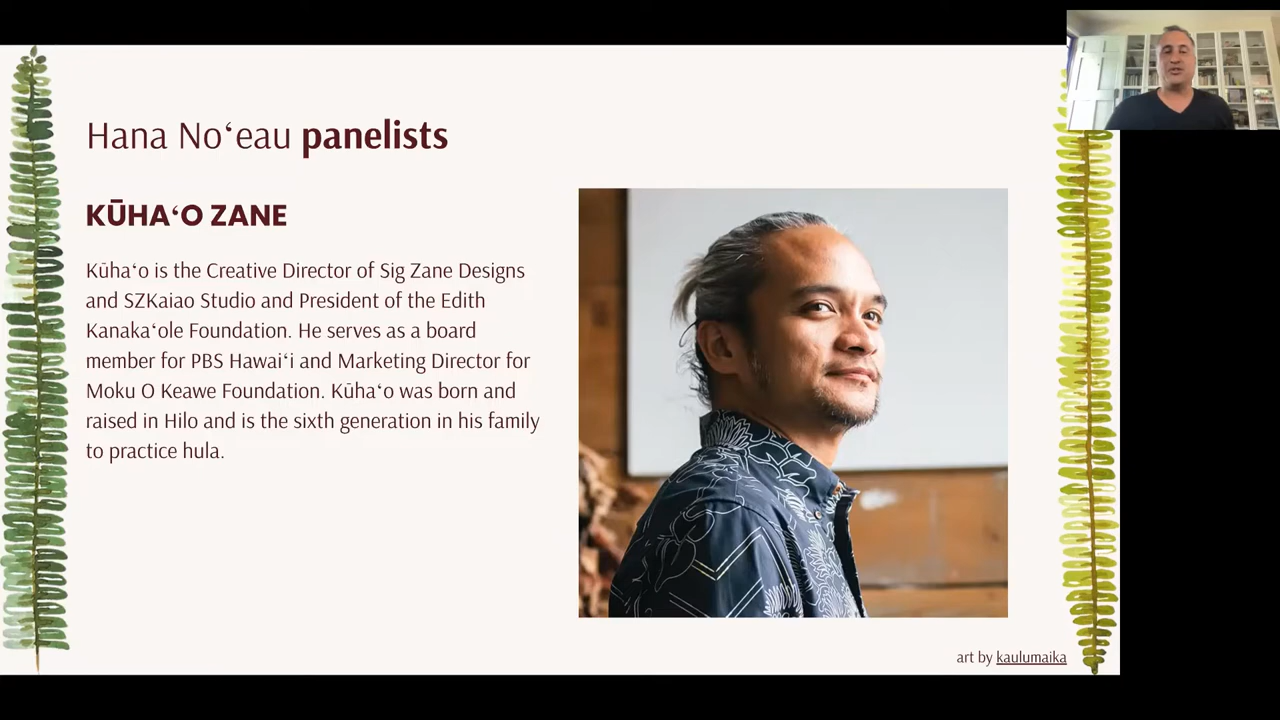 Hana Noʻeau panelists
KŪHAʻO ZANE
Kūhaʻo is the Creative Director of Sig Zane Designs
and SZKaiao Studio and President of the Edith
Kanakaʻole Foundation. He serves as a board
member for PBS Hawaiʻi and Marketing Director for
Moku O Keawe Foundation. Kūhaʻo was born and
raised in Hilo and is the sixth generation in his family
to practice hula.
art by kaulumaika